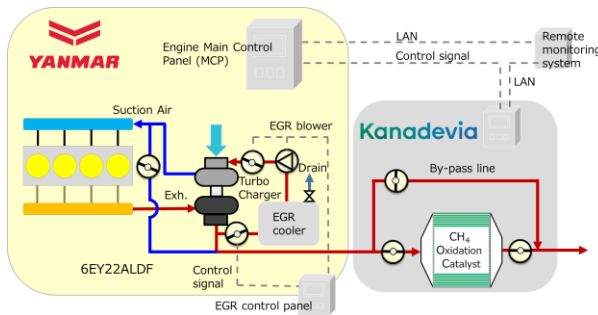 YANMAR
Engine Main Control
Panel (MCP)
LAN
Control signal
Remote
monitoring
system
LAN
Suction Air
EGR blower
Kanadevia
Drain
Turbo
Charger
By-pass line
Exh.
EGR
cooler
CH₄
Oxidation
Catalyst
6EY22ALDF
Control
signal
EGR control panel